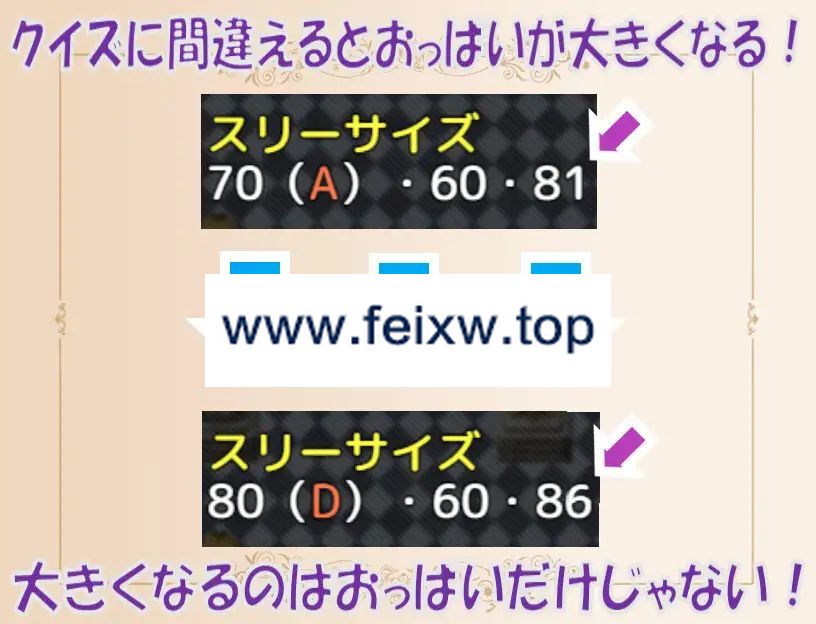 クイズに間違えるとおっぱいが大きくなる！
スリーサイズ
70（A）・60・81
www.feixw.top
スリーサイズ
80（D）・60・86
大きくなるのはおっぱいだけじゃない！